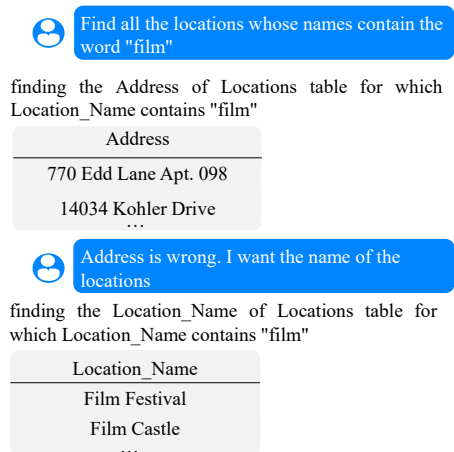 Find all the locations whose names contain the
word "film"
finding the Address of Locations table for which
Location_Name contains "film"
Address
770 Edd Lane Apt. 098
14034 Kohler Drive
...
Address is wrong. I want the name of the
locations
finding the Location_Name of Locations table for
which Location_Name contains "film"
Location_Name
Film Festival
Film Castle
...